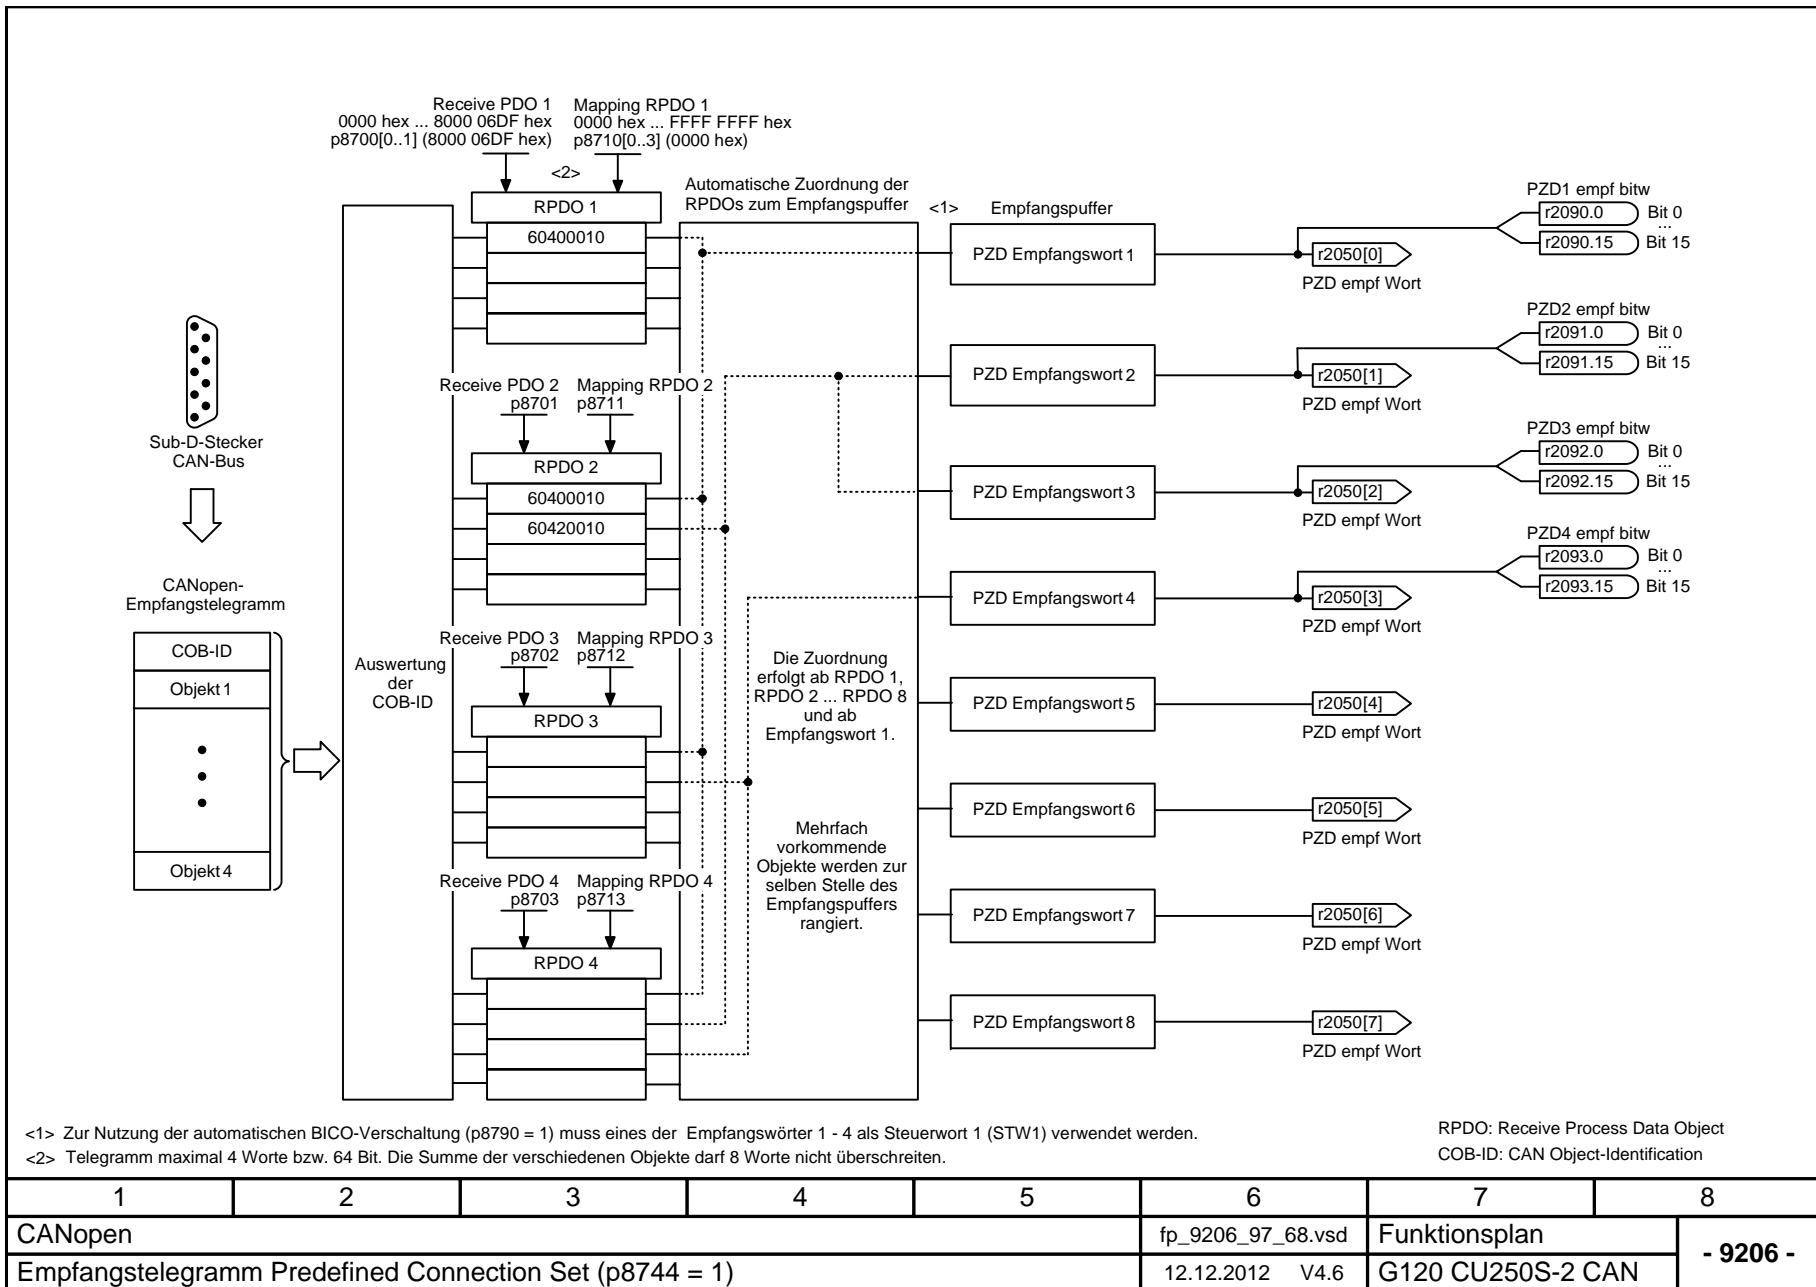 Receive PDO 1
0000 hex ... 8000 06DF hex
p8700[0..1] (8000 06DF hex)
Mapping RPDO 1
0000 hex ... FFFF FFFF hex
p8710[0..3] (0000 hex)
<2>
RPDO 1
60400010
Automatische Zuordnung der
RPDOs zum Empfangspuffer
<1>
Empfangspuffer
PZD Empfangswort 1
r2050[0]
PZD empf Wort
PZD1 empf bitw
r2090.0
Bit 0
...
r2090.15
Bit 15
PZD Empfangswort 2
r2050[1]
PZD empf Wort
PZD2 empf bitw
r2091.0
Bit 0
...
r2091.15
Bit 15
Sub-D-Stecker
CAN-Bus
Receive PDO 2
p8701
Mapping RPDO 2
p8711
RPDO 2
60400010
60420010
PZD Empfangswort 3
r2050[2]
PZD empf Wort
PZD3 empf bitw
r2092.0
Bit 0
...
r2092.15
Bit 15
CANopen-
Empfangstelegramm
COB-ID
Objekt 1
Objekt 4
Auswertung
der
COB-ID
PZD Empfangswort 4
r2050[3]
PZD empf Wort
PZD4 empf bitw
r2093.0
Bit 0
...
r2093.15
Bit 15
Receive PDO 3
p8702
Mapping RPDO 3
p8712
RPDO 3
Die Zuordnung
erfolgt ab RPDO 1,
RPDO 2 ... RPDO 8
und ab
Empfangswort 1.
PZD Empfangswort 5
r2050[4]
PZD empf Wort
PZD Empfangswort 6
r2050[5]
PZD empf Wort
Mehrfach
vorkommende
Objekte werden zur
selben Stelle des
Empfangspuffers
rangiert.
Receive PDO 4
p8703
Mapping RPDO 4
p8713
RPDO 4
PZD Empfangswort 7
r2050[6]
PZD empf Wort
PZD Empfangswort 8
r2050[7]
PZD empf Wort
<1> Zur Nutzung der automatischen BICO-Verschaltung (p8790 = 1) muss eines der Empfangswörter 1 - 4 als Steuerwort 1 (STW1) verwendet werden.
<2> Telegramm maximal 4 Worte bzw. 64 Bit. Die Summe der verschiedenen Objekte darf 8 Worte nicht überschreiten.
RPDO: Receive Process Data Object
COB-ID: CAN Object-Identification
1 2 3 4 5 6 7 8
CANopen
fp_9206_97_68.vsd
Funktionsplan
- 9206 -
Empfangstelegramm Predefined Connection Set (p8744 = 1)
12.12.2012 V4.6
G120 CU250S-2 CAN